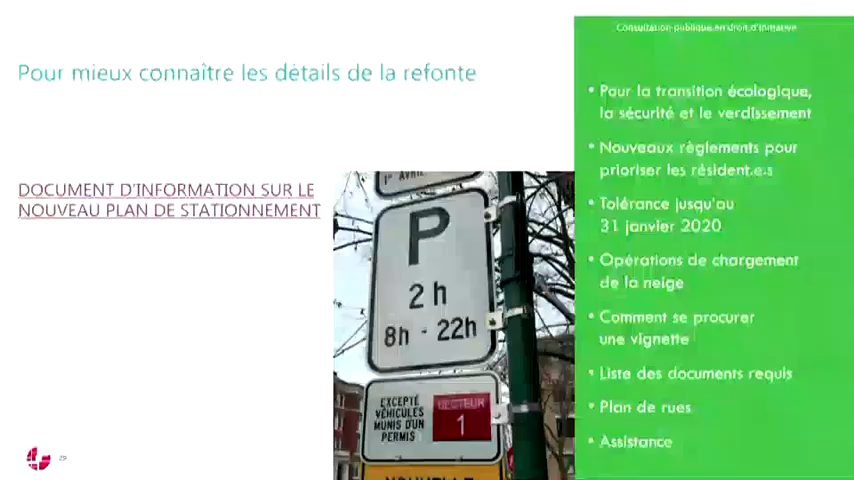 Consultation publique en droit d'initiative
Pour mieux connaître les détails de la refonte
DOCUMENT D'INFORMATION SUR LE
NOUVEAU PLAN DE STATIONNEMENT
1er AVRIL
P
2 h
8h - 22h
EXCEPTÉ
VÉHICULES
MUNIS D'UN
PERMIS
SECTEUR
1
NOUVELLE
• Pour la transition écologique,
la sécurité et le verdissement
• Nouveaux règlements pour
prioriser les résident.e.s
• Tolérance jusqu'au
31 janvier 2020
• Opérations de chargement
de la neige
• Comment se procurer
une vignette
• Liste des documents requis
• Plan de rues
• Assistance
29